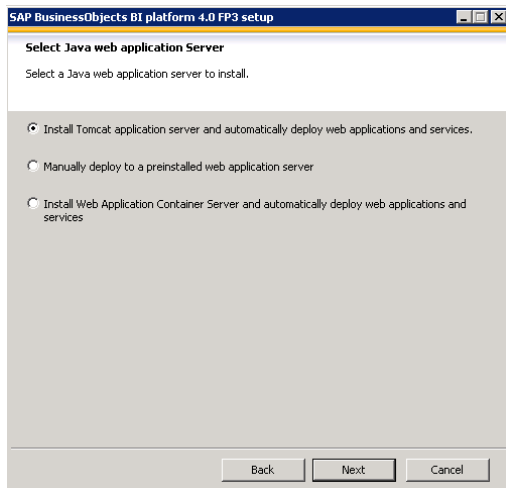 SAP BusinessObjects BI platform 4.0 FP3 setup
Select Java web application Server
Select a Java web application server to install.
Install Tomcat application server and automatically deploy web applications and services.
Manually deploy to a preinstalled web application server
Install Web Application Container Server and automatically deploy web applications and
services
Back Next Cancel